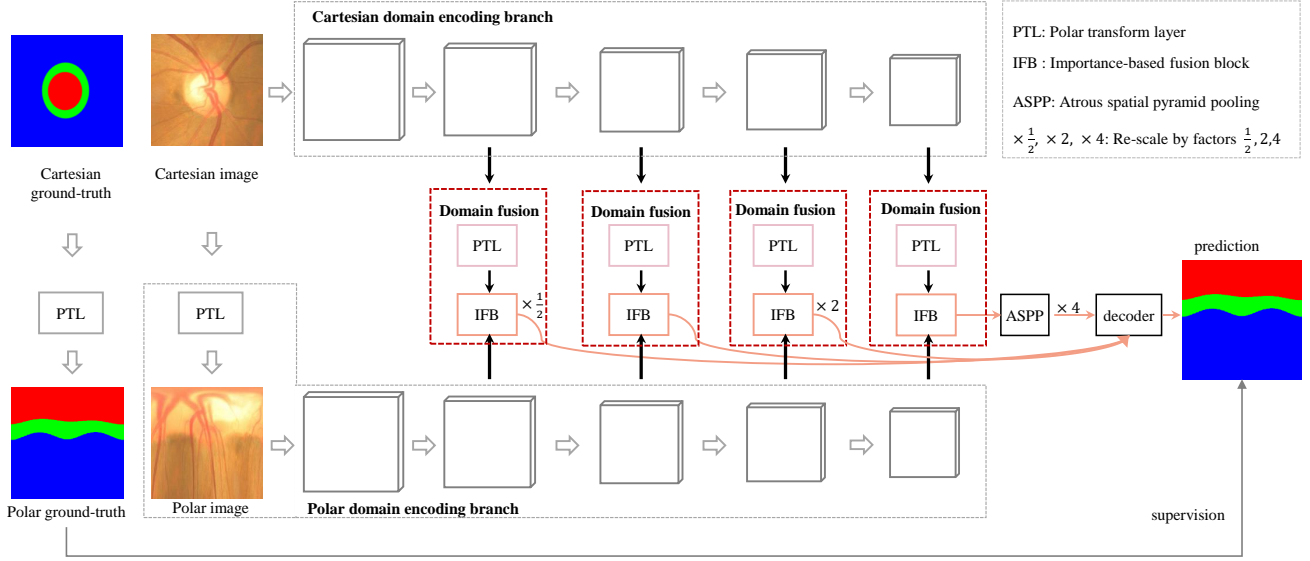 Cartesian domain encoding branch
PTL: Polar transform layer
IFB : Importance-based fusion block
ASPP: Atrous spatial pyramid pooling
× 1/2, × 2, × 4: Re-scale by factors 1/2, 2,4
Cartesian
ground-truth
Cartesian image
Domain fusion
Domain fusion
Domain fusion
Domain fusion
PTL
PTL
PTL
PTL
prediction
PTL
PTL
IFB
× 1/2
IFB
IFB
× 2
IFB
ASPP
× 4
decoder
Polar ground-truth
Polar image
Polar domain encoding branch
supervision